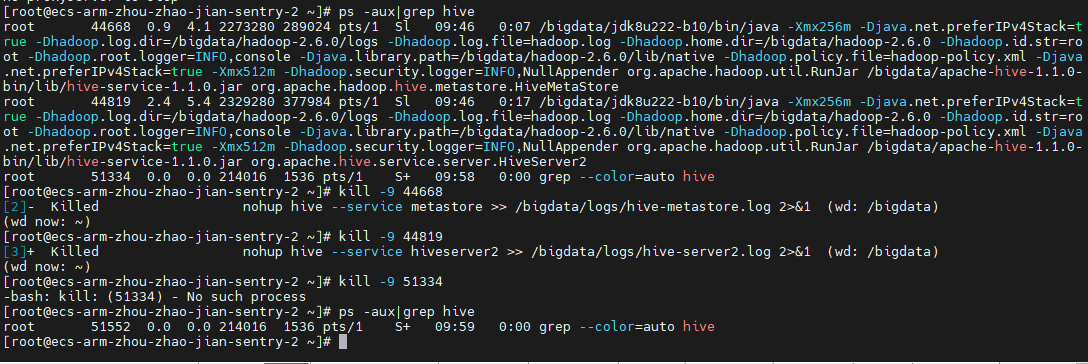 [root@ecs-arm-zhou-zhao-jian-sentry-2 ~]# ps -aux|grep hive
root       44668  0.9  4.1 2273280 289024 pts/1  Sl   09:46   0:07 /bigdata/jdk8u222-b10/bin/java -Xmx256m -Djava.net.preferIPv4Stack=t
rue -Dhadoop.log.dir=/bigdata/hadoop-2.6.0/logs -Dhadoop.log.file=hadoop.log -Dhadoop.home.dir=/bigdata/hadoop-2.6.0 -Dhadoop.id.str=ro
ot -Dhadoop.root.logger=INFO,console -Djava.library.path=/bigdata/hadoop-2.6.0/lib/native -Dhadoop.policy.file=hadoop-policy.xml -Djava
.net.preferIPv4Stack=true -Xmx512m -Dhadoop.security.logger=INFO,NullAppender org.apache.hadoop.util.RunJar /bigdata/apache-hive-1.1.0-
bin/lib/hive-service-1.1.0.jar org.apache.hadoop.hive.metastore.HiveMetaStore
root       44819  2.4  5.4 2329280 377984 pts/1  Sl   09:46   0:17 /bigdata/jdk8u222-b10/bin/java -Xmx256m -Djava.net.preferIPv4Stack=t
rue -Dhadoop.log.dir=/bigdata/hadoop-2.6.0/logs -Dhadoop.log.file=hadoop.log -Dhadoop.home.dir=/bigdata/hadoop-2.6.0 -Dhadoop.id.str=ro
ot -Dhadoop.root.logger=INFO,console -Djava.library.path=/bigdata/hadoop-2.6.0/lib/native -Dhadoop.policy.file=hadoop-policy.xml -Djava
.net.preferIPv4Stack=true -Xmx512m -Dhadoop.security.logger=INFO,NullAppender org.apache.hadoop.util.RunJar /bigdata/apache-hive-1.1.0-
bin/lib/hive-service-1.1.0.jar org.apache.hive.service.server.HiveServer2
root       51334  0.0  0.0 214016  1536 pts/1    S+   09:58   0:00 grep --color=auto hive
[root@ecs-arm-zhou-zhao-jian-sentry-2 ~]# kill -9 44668
[2]-  Killed                  nohup hive --service metastore >> /bigdata/logs/hive-metastore.log 2>&1  (wd: /bigdata)
(wd now: ~)
[root@ecs-arm-zhou-zhao-jian-sentry-2 ~]# kill -9 44819
[3]+  Killed                  nohup hive --service hiveserver2 >> /bigdata/logs/hive-server2.log 2>&1  (wd: /bigdata)
(wd now: ~)
[root@ecs-arm-zhou-zhao-jian-sentry-2 ~]# kill -9 51334
-bash: kill: (51334) - No such process
[root@ecs-arm-zhou-zhao-jian-sentry-2 ~]# ps -aux|grep hive
root       51552  0.0  0.0 214016  1536 pts/1    S+   09:59   0:00 grep --color=auto hive
[root@ecs-arm-zhou-zhao-jian-sentry-2 ~]#